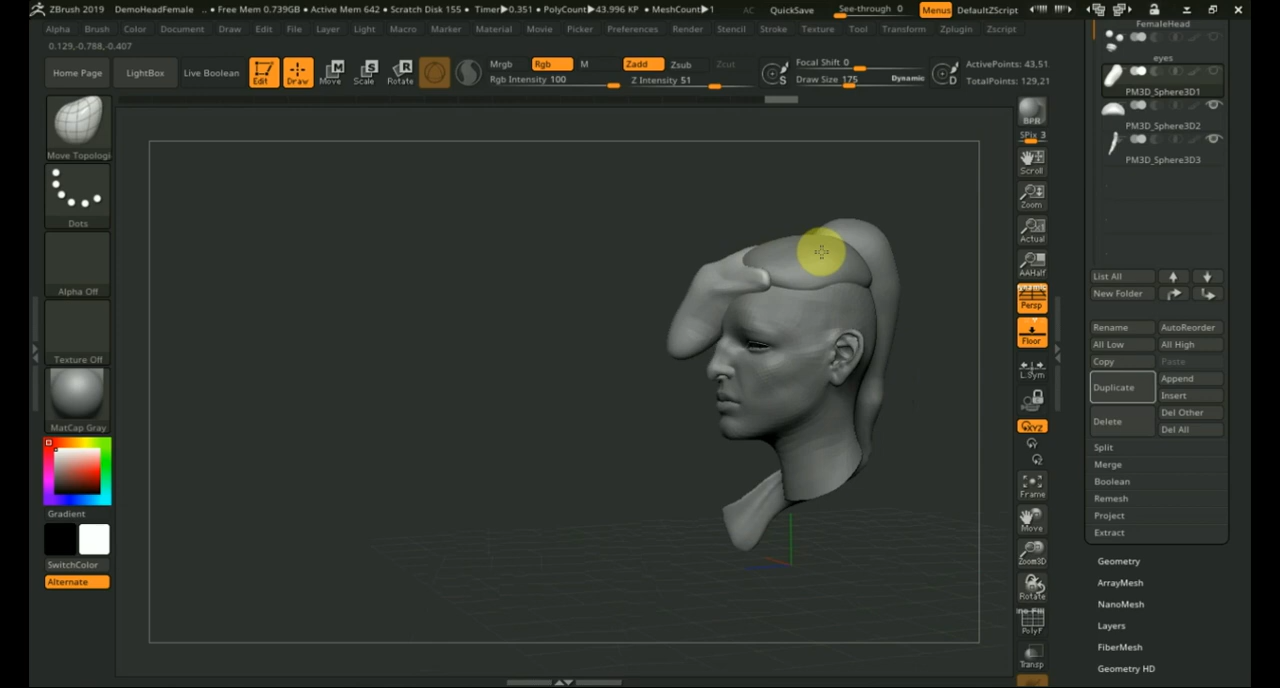 ZBrush 2019 DemoHeadFemale .. • Free Mem 0.739GB • Active Mem 642 • Scratch Disk 155 • Timer▶0.351 • PolyCount▶43.996 KP • MeshCount▶1 AC QuickSave See-through 0 Menus DefaultZScript
Alpha Brush Color Document Draw Edit File Layer Light Macro Marker Material Movie Picker Preferences Render Stencil Stroke Texture Tool Transform Zplugin Zscript
0.129,-0.788,-0.407
Home Page LightBox Live Boolean Edit Draw Move Scale Rotate
Mrgb Rgb M Zadd Zsub Zcut
Rgb Intensity 100 Z Intensity 51
S Focal Shift 0
Draw Size 175 Dynamic D
ActivePoints: 43,51
TotalPoints: 129,21
Move Topologi
Dots
Alpha Off
Texture Off
MatCap Gray
Gradient
SwitchColor
Alternate
BPR
SPix 3
Scroll
Zoom
Actual
AAHalf
Persp
Floor
L.Sym
XYZ
Frame
Move
Zoom3D
Rotate
PolyF
Transp
FemaleHead
eyes
PM3D_Sphere3D1
PM3D_Sphere3D2
PM3D_Sphere3D3
List All
New Folder
Rename AutoReorder
All Low All High
Copy Paste
Duplicate Append
Insert
Delete Del Other
Del All
Split
Merge
Boolean
Remesh
Project
Extract
Geometry
ArrayMesh
NanoMesh
Layers
FiberMesh
Geometry HD